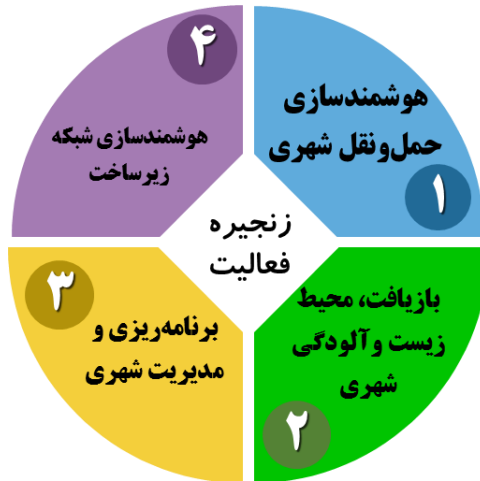 زنجیره
فعالیت
هوشمندسازی
حمل‌ونقل شهری
۱
بازیافت، محیط
زیست و آلودگی
شهری
۲
۳
برنامه‌ریزی و
مدیریت شهری
۴
هوشمندسازی شبکه
زیرساخت